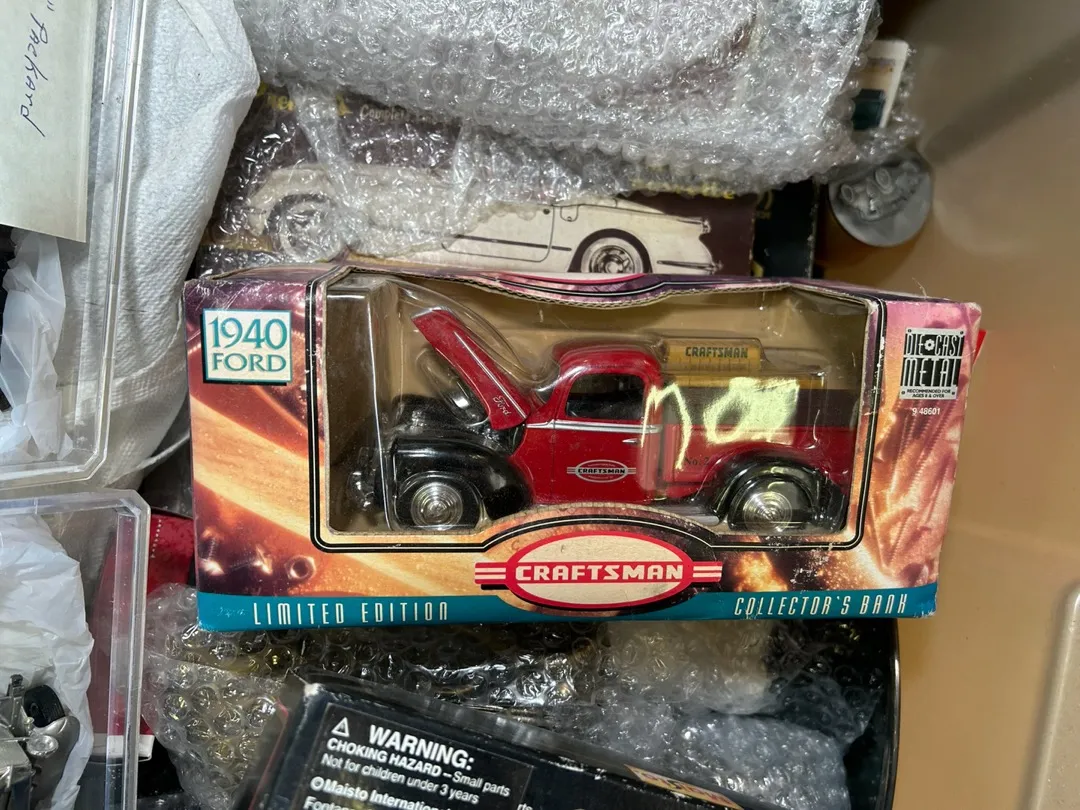 "Packard
1940
FORD
DIE-CAST
METAL
RECOMMENDED FOR
AGES 8 & OVER
9-48601
CRAFTSMAN
Ford
CRAFTSMAN
CRAFTSMAN
LIMITED EDITION
COLLECTOR'S BANK
WARNING:
CHOKING HAZARD – Small parts
Not for children under 3 years
Maisto Internation